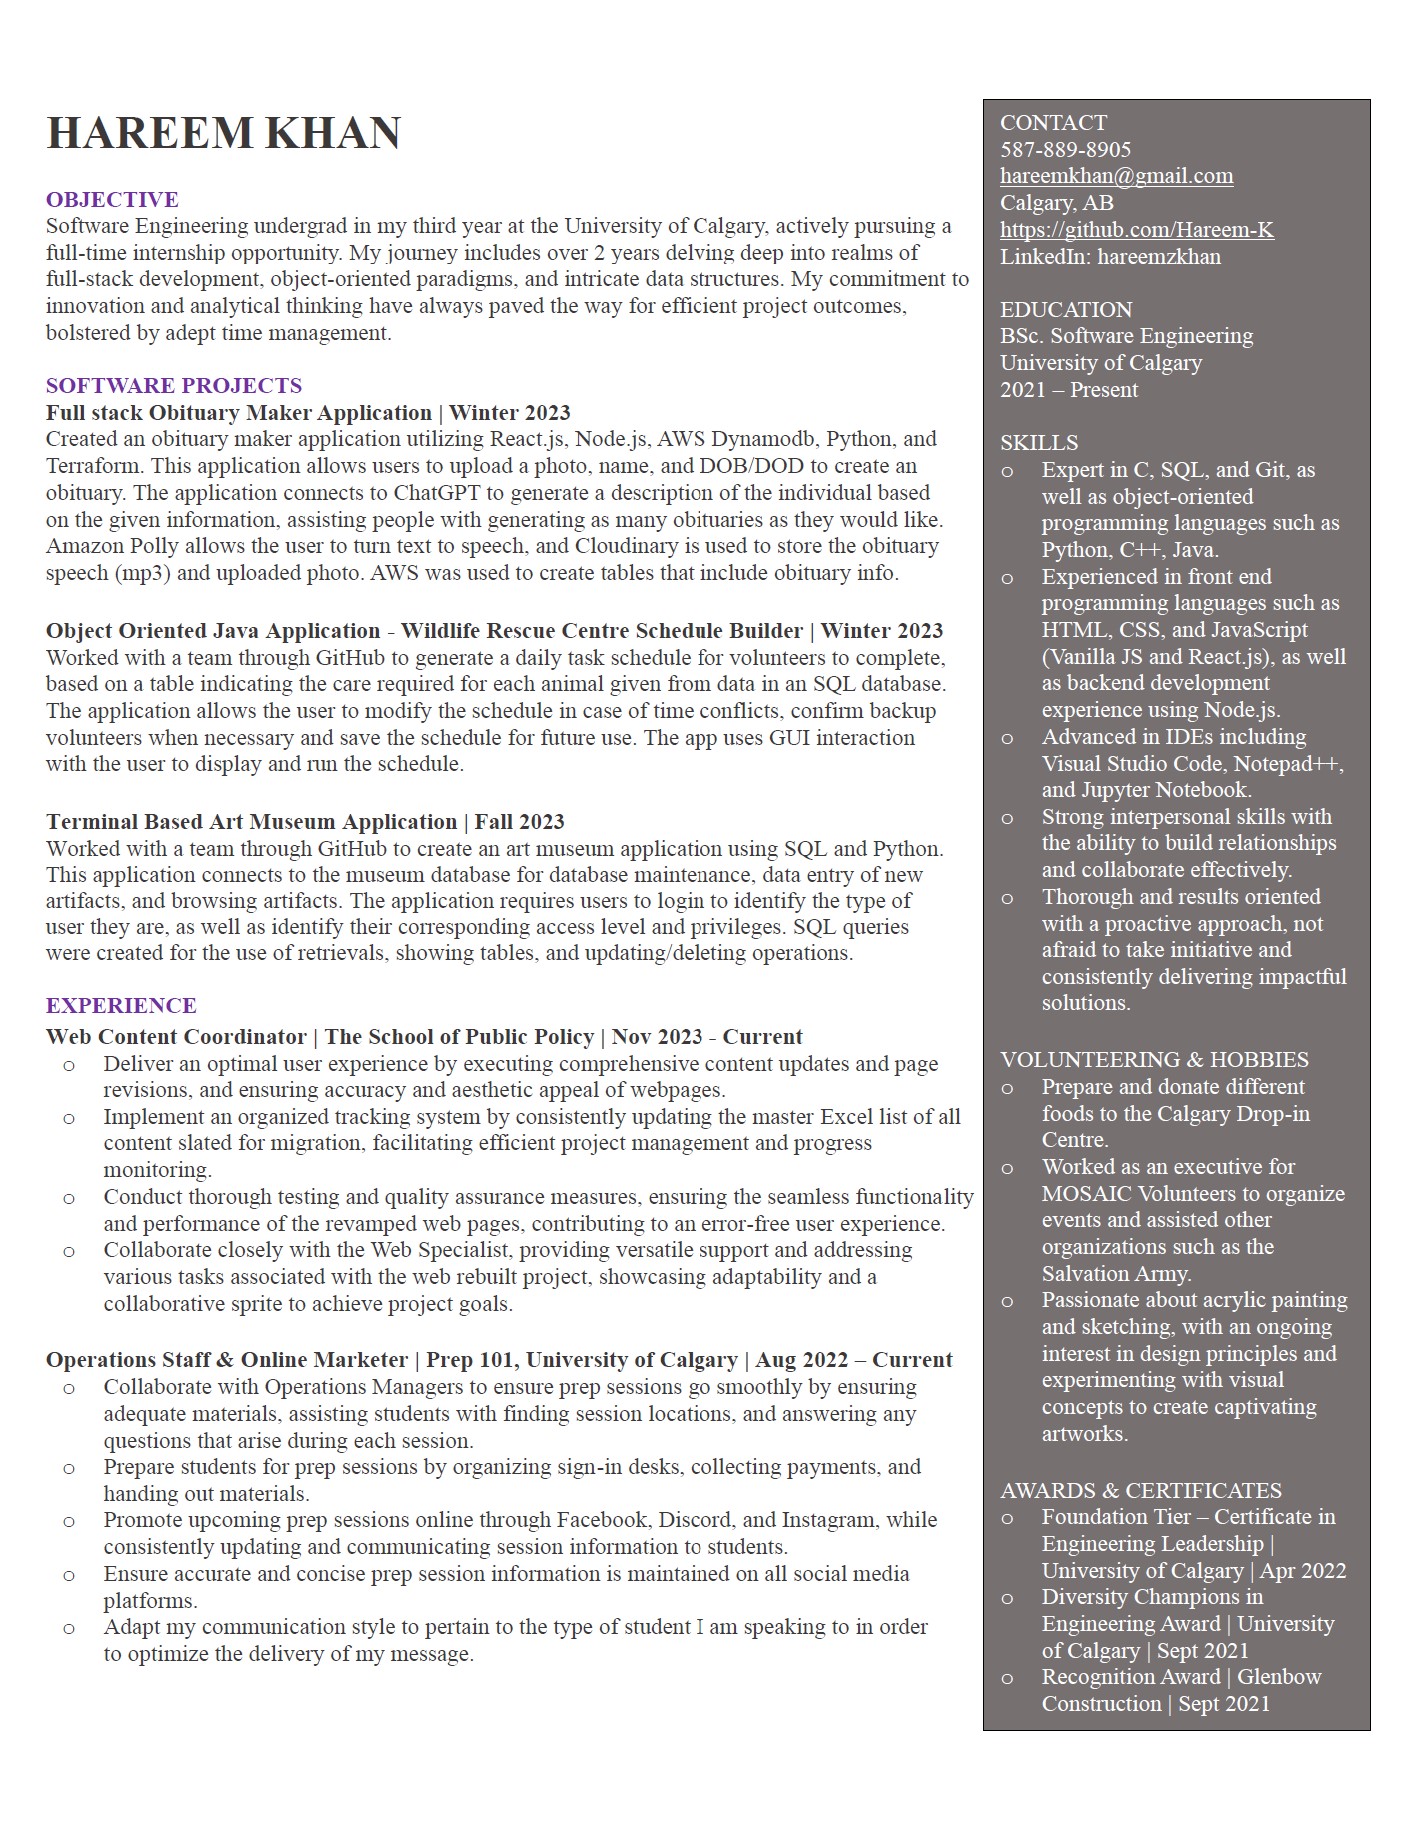 HAREEM KHAN
OBJECTIVE
Software Engineering undergrad in my third year at the University of Calgary, actively pursuing a
full-time internship opportunity. My journey includes over 2 years delving deep into realms of
full-stack development, object-oriented paradigms, and intricate data structures. My commitment to
innovation and analytical thinking have always paved the way for efficient project outcomes,
bolstered by adept time management.
SOFTWARE PROJECTS
Full stack Obituary Maker Application | Winter 2023
Created an obituary maker application utilizing React.js, Node.js, AWS Dynamodb, Python, and
Terraform. This application allows users to upload a photo, name, and DOB/DOD to create an
obituary. The application connects to ChatGPT to generate a description of the individual based
on the given information, assisting people with generating as many obituaries as they would like.
Amazon Polly allows the user to turn text to speech, and Cloudinary is used to store the obituary
speech (mp3) and uploaded photo. AWS was used to create tables that include obituary info.
Object Oriented Java Application - Wildlife Rescue Centre Schedule Builder | Winter 2023
Worked with a team through GitHub to generate a daily task schedule for volunteers to complete,
based on a table indicating the care required for each animal given from data in an SQL database.
The application allows the user to modify the schedule in case of time conflicts, confirm backup
volunteers when necessary and save the schedule for future use. The app uses GUI interaction
with the user to display and run the schedule.
Terminal Based Art Museum Application | Fall 2023
Worked with a team through GitHub to create an art museum application using SQL and Python.
This application connects to the museum database for database maintenance, data entry of new
artifacts, and browsing artifacts. The application requires users to login to identify the type of
user they are, as well as identify their corresponding access level and privileges. SQL queries
were created for the use of retrievals, showing tables, and updating/deleting operations.
EXPERIENCE
Web Content Coordinator | The School of Public Policy | Nov 2023 - Current
o Deliver an optimal user experience by executing comprehensive content updates and page
revisions, and ensuring accuracy and aesthetic appeal of webpages.
o Implement an organized tracking system by consistently updating the master Excel list of all
content slated for migration, facilitating efficient project management and progress
monitoring.
o Conduct thorough testing and quality assurance measures, ensuring the seamless functionality
and performance of the revamped web pages, contributing to an error-free user experience.
o Collaborate closely with the Web Specialist, providing versatile support and addressing
various tasks associated with the web rebuilt project, showcasing adaptability and a
collaborative sprite to achieve project goals.
Operations Staff & Online Marketer | Prep 101, University of Calgary | Aug 2022 – Current
o Collaborate with Operations Managers to ensure prep sessions go smoothly by ensuring
adequate materials, assisting students with finding session locations, and answering any
questions that arise during each session.
o Prepare students for prep sessions by organizing sign-in desks, collecting payments, and
handing out materials.
o Promote upcoming prep sessions online through Facebook, Discord, and Instagram, while
consistently updating and communicating session information to students.
o Ensure accurate and concise prep session information is maintained on all social media
platforms.
o Adapt my communication style to pertain to the type of student I am speaking to in order
to optimize the delivery of my message.
CONTACT
587-889-8905
hareemkhan@gmail.com
Calgary, AB
https://github.com/Hareem-K
LinkedIn: hareemzkhan
EDUCATION
BSc. Software Engineering
University of Calgary
2021 – Present
SKILLS
o Expert in C, SQL, and Git, as
well as object-oriented
programming languages such as
Python, C++, Java.
o Experienced in front end
programming languages such as
HTML, CSS, and JavaScript
(Vanilla JS and React.js), as well
as backend development
experience using Node.js.
o Advanced in IDEs including
Visual Studio Code, Notepad++,
and Jupyter Notebook.
o Strong interpersonal skills with
the ability to build relationships
and collaborate effectively.
o Thorough and results oriented
with a proactive approach, not
afraid to take initiative and
consistently delivering impactful
solutions.
VOLUNTEERING & HOBBIES
o Prepare and donate different
foods to the Calgary Drop-in
Centre.
o Worked as an executive for
MOSAIC Volunteers to organize
events and assisted other
organizations such as the
Salvation Army.
o Passionate about acrylic painting
and sketching, with an ongoing
interest in design principles and
experimenting with visual
concepts to create captivating
artworks.
AWARDS & CERTIFICATES
o Foundation Tier – Certificate in
Engineering Leadership |
University of Calgary | Apr 2022
o Diversity Champions in
Engineering Award | University
of Calgary | Sept 2021
o Recognition Award | Glenbow
Construction | Sept 2021